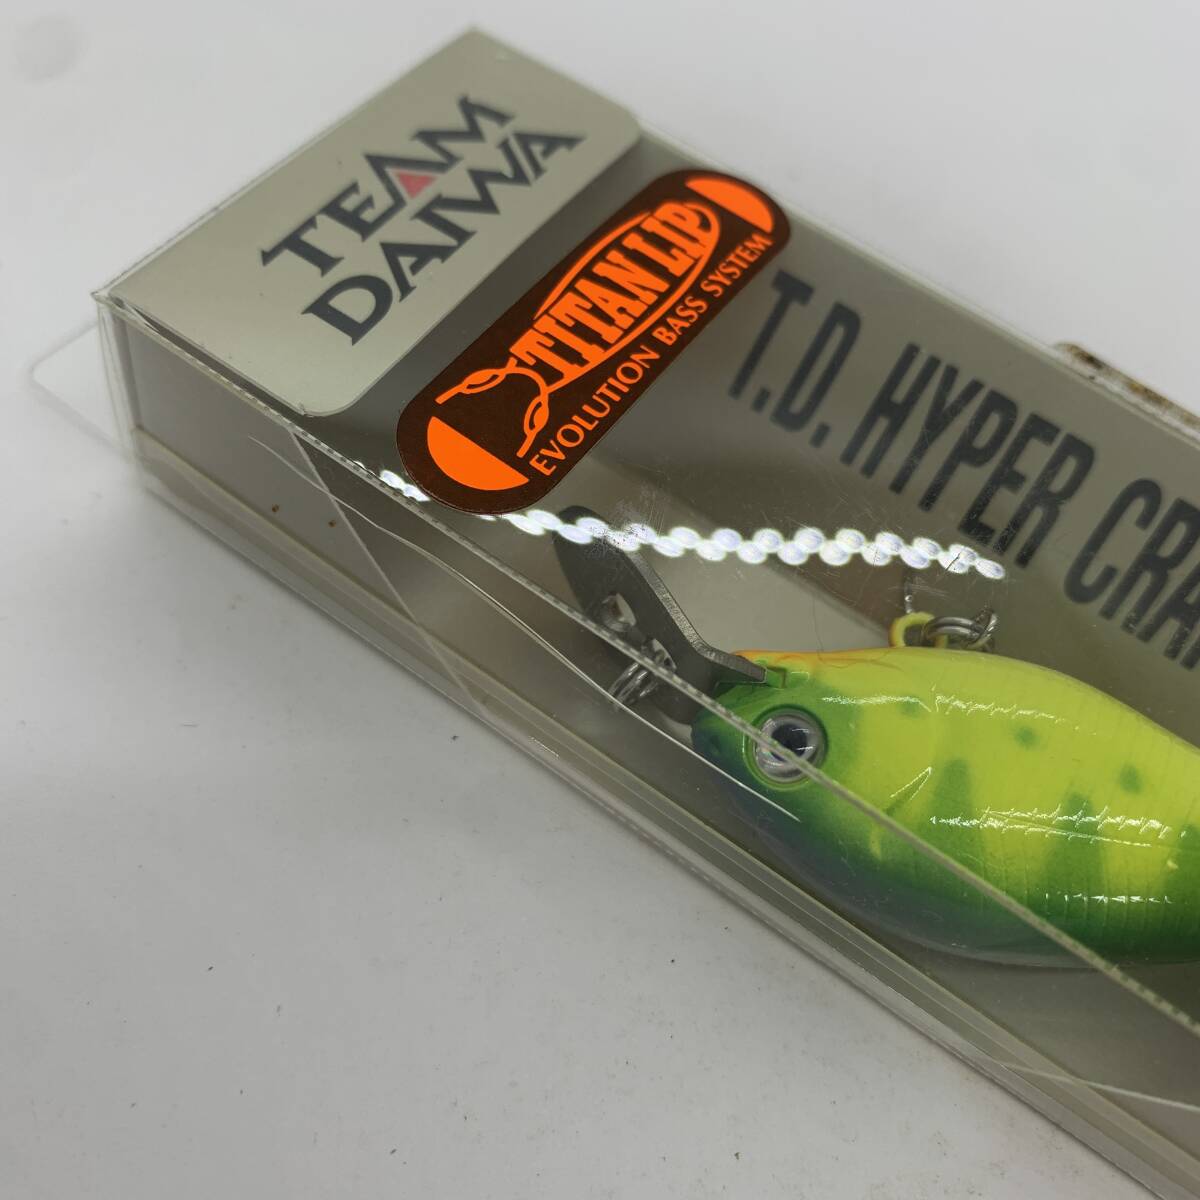 TEAM
DAIWA
TITAN LIP
EVOLUTION BASS SYSTEM
T.D. HYPER CRA